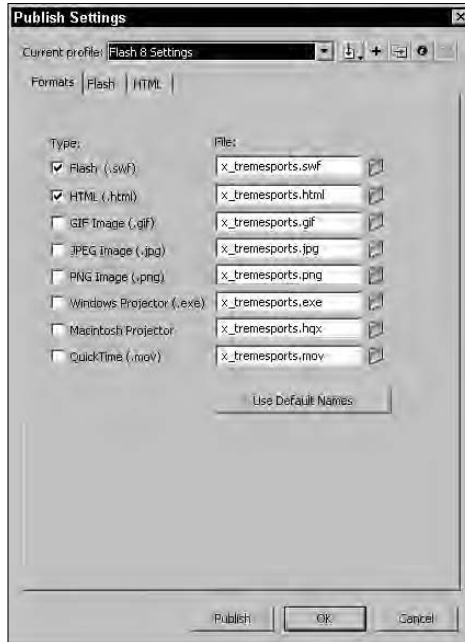 Publish Settings
Current profile: Flash 8 Settings
Formats Flash HTML
Type: File:
Flash (.swf) x_tremesports.swf
HTML (.html) x_tremesports.html
GIF Image (.gif) x_tremesports.gif
JPEG Image (.jpg) x_tremesports.jpg
PNG Image (.png) x_tremesports.png
Windows Projector (.exe) x_tremesports.exe
Macintosh Projector x_tremesports.hqx
QuickTime (.mov) x_tremesports.mov
Use Default Names
Publish OK Cancel